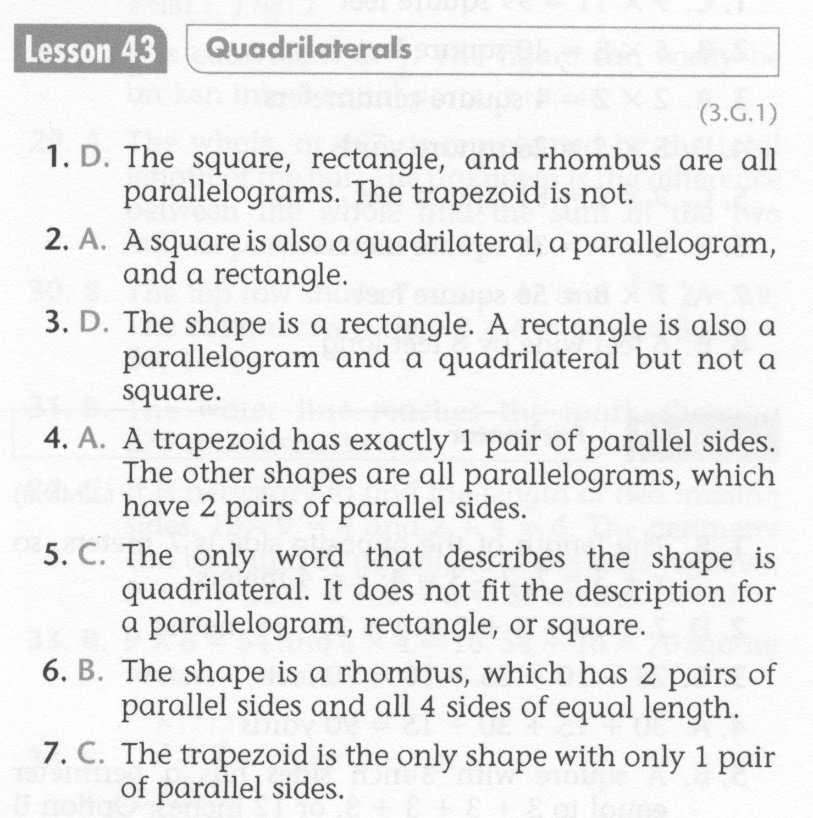 Lesson 43 Quadrilaterals
(3.G.1)
1. D. The square, rectangle, and rhombus are all
parallelograms. The trapezoid is not.
2. A. A square is also a quadrilateral, a parallelogram,
and a rectangle.
3. D. The shape is a rectangle. A rectangle is also a
parallelogram and a quadrilateral but not a
square.
4. A. A trapezoid has exactly 1 pair of parallel sides.
The other shapes are all parallelograms, which
have 2 pairs of parallel sides.
5. C. The only word that describes the shape is
quadrilateral. It does not fit the description for
a parallelogram, rectangle, or square.
6. B. The shape is a rhombus, which has 2 pairs of
parallel sides and all 4 sides of equal length.
7. C. The trapezoid is the only shape with only 1 pair
of parallel sides.